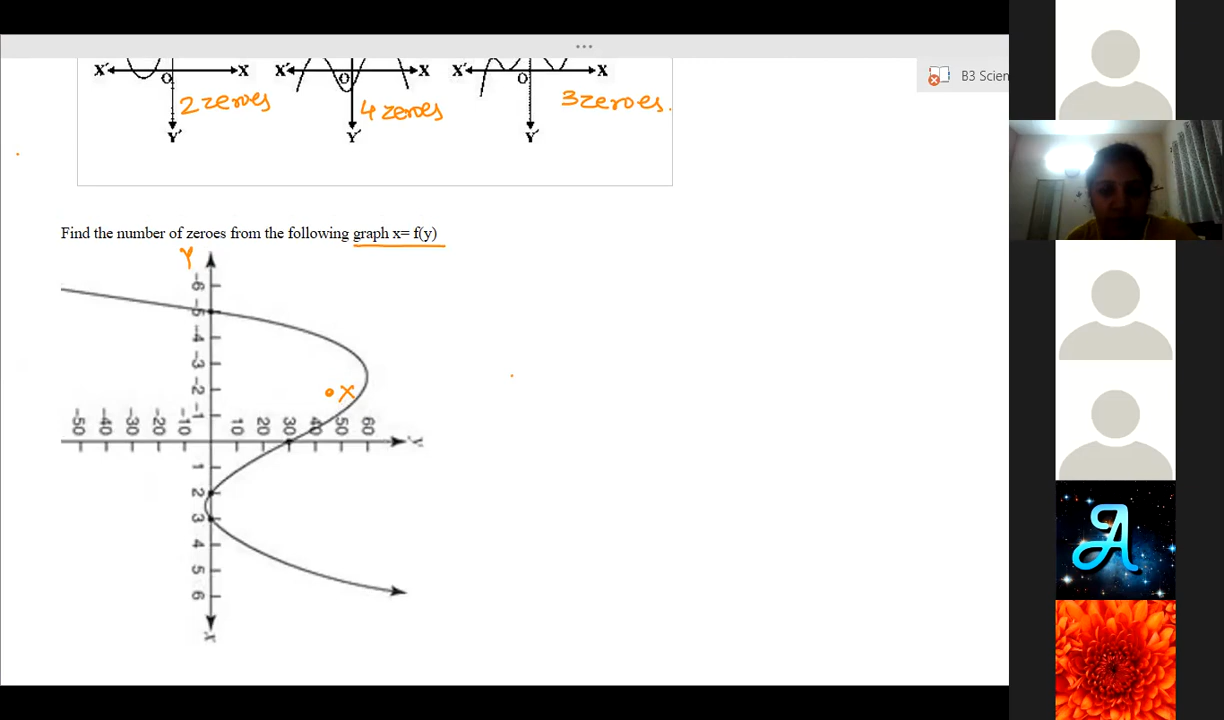 ...
B3 Scien
X' X X' X X' X
O O O
2 zeroes 4 zeroes 3 zeroes.
Y' Y' Y'
Find the number of zeroes from the following graph x= f(y)
Y
-6
-5
-4
-3
-2
X
-1
-50 -40 -30 -20 -10 10 20 30 40 50 60
y
1
2
3
4
5
6
x